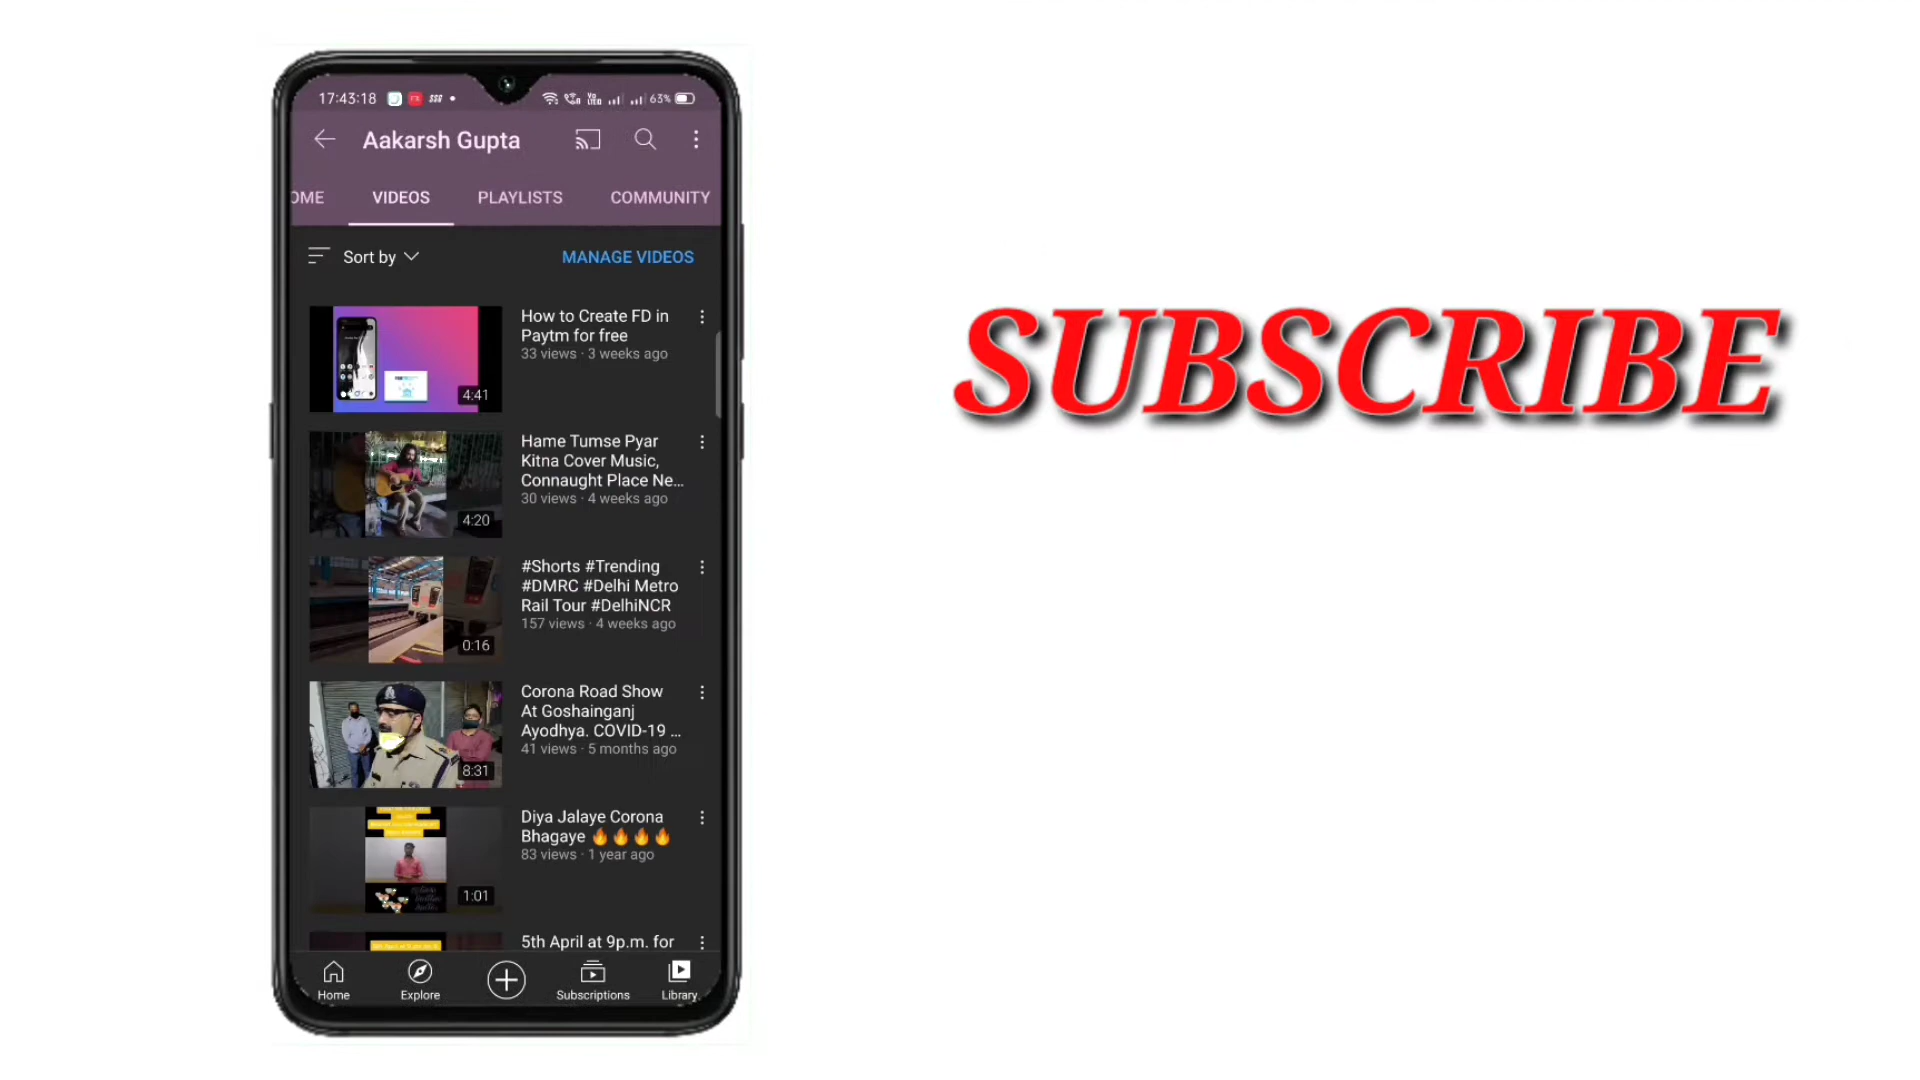 17:43:18
63%
Aakarsh Gupta
OME VIDEOS PLAYLISTS COMMUNITY
Sort by
MANAGE VIDEOS
How to Create FD in
Paytm for free
33 views · 3 weeks ago
4:41
Hame Tumse Pyar
Kitna Cover Music,
Connaught Place Ne...
30 views · 4 weeks ago
4:20
#Shorts #Trending
#DMRC #Delhi Metro
Rail Tour #DelhiNCR
157 views · 4 weeks ago
0:16
Corona Road Show
At Goshainganj
Ayodhya. COVID-19 ...
41 views · 5 months ago
8:31
Diya Jalaye Corona
Bhagaye 🔥🔥🔥🔥
83 views · 1 year ago
1:01
5th April at 9p.m. for
Home Explore Subscriptions Library
SUBSCRIBE